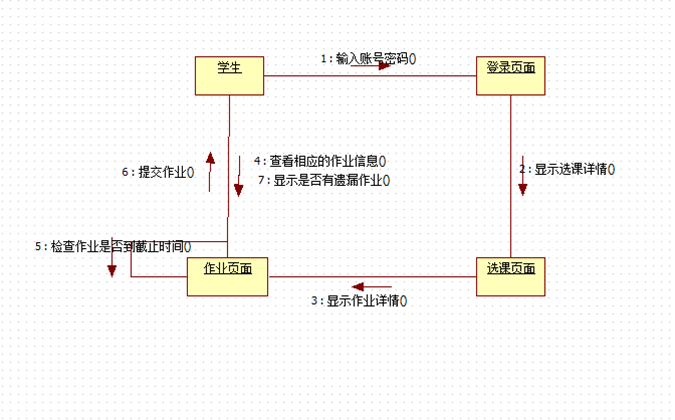 1 : 输入账号密码()
学生
登录页面
4 : 查看相应的作业信息()
6 : 提交作业()
2 : 显示选课详情()
7 : 显示是否有遗漏作业()
5 : 检查作业是否到截止时间()
作业页面
选课页面
3 : 显示作业详情()